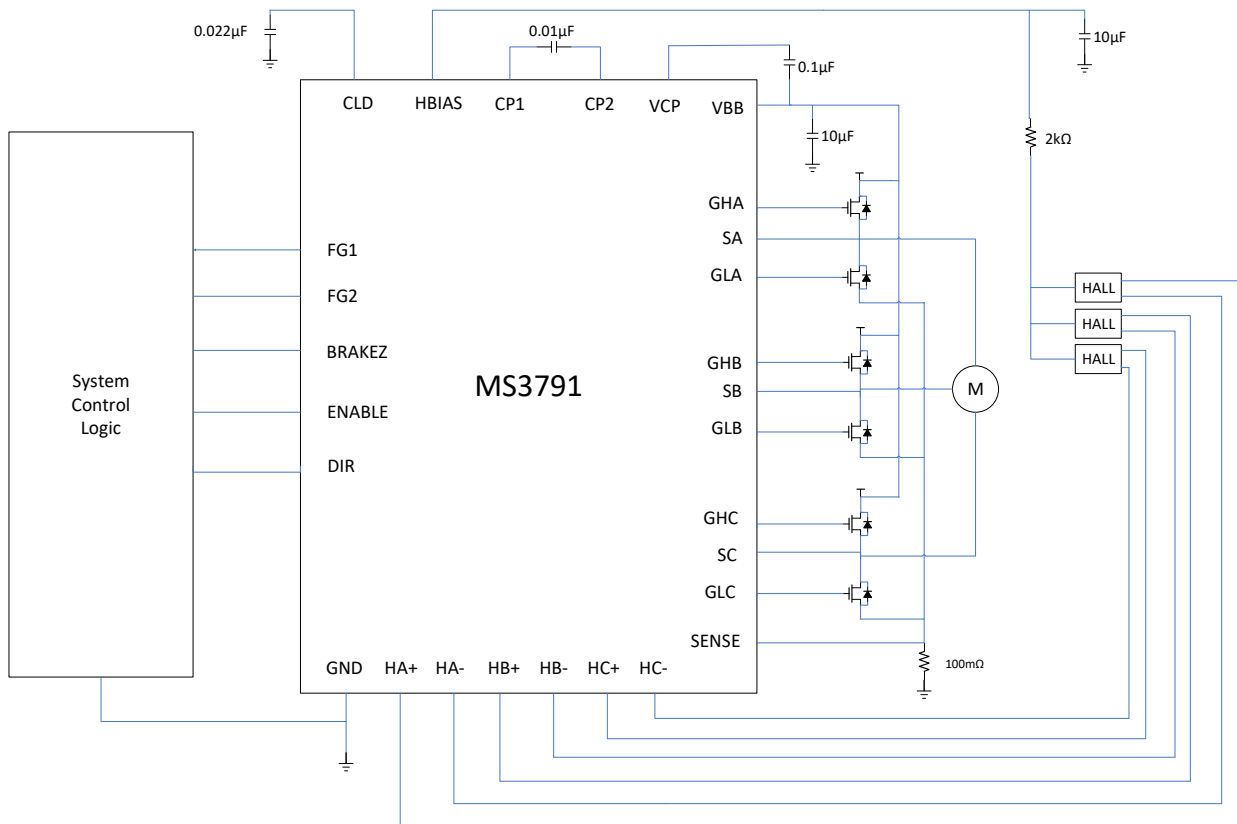 0.022µF
0.01µF
10µF
0.1µF
CLD
HBIAS
CP1
CP2
VCP
VBB
10µF
2kΩ
GHA
SA
GLA
FG1
FG2
BRAKEZ
ENABLE
DIR
System
Control
Logic
MS3791
GHB
SB
GLB
M
HALL
HALL
HALL
GHC
SC
GLC
SENSE
100mΩ
GND
HA+
HA-
HB+
HB-
HC+
HC-